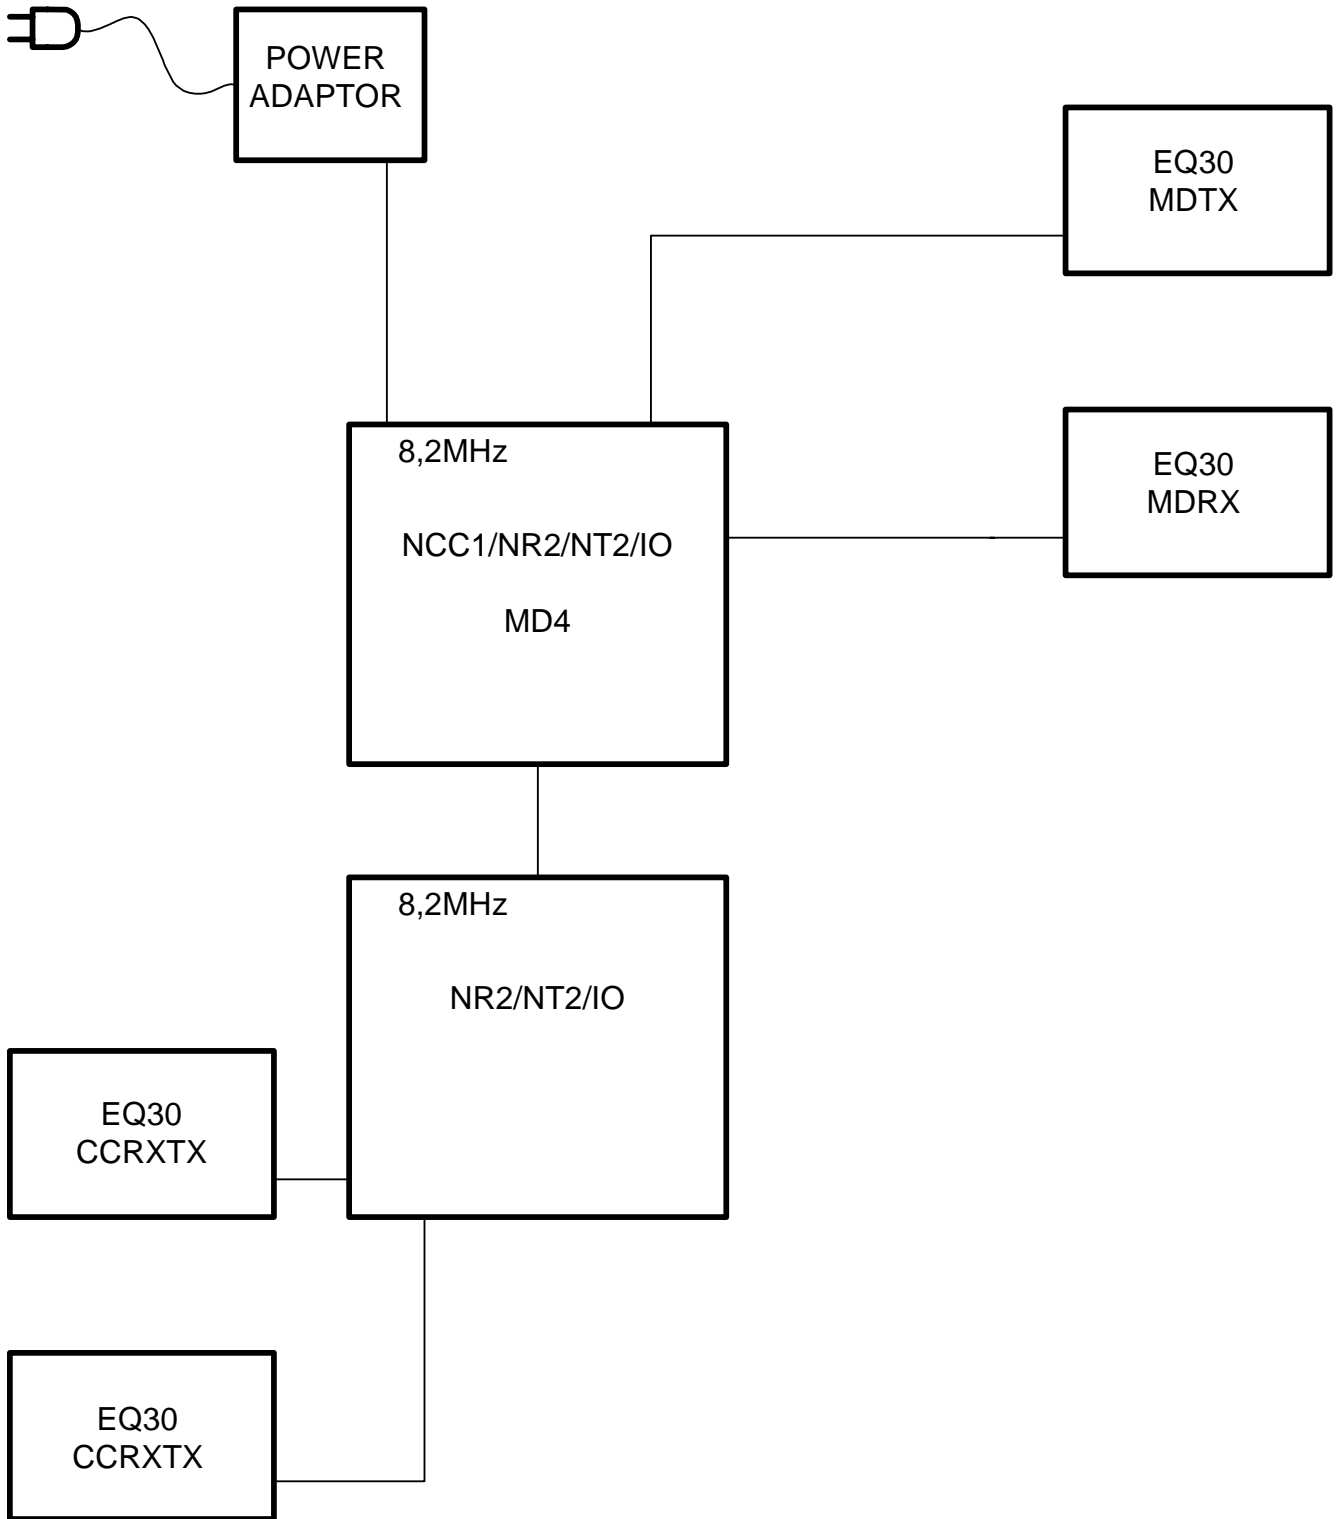 POWER
ADAPTOR
EQ30
MDTX
EQ30
MDRX
8,2MHz
NCC1/NR2/NT2/IO
MD4
8,2MHz
NR2/NT2/IO
EQ30
CCRXTX
EQ30
CCRXTX